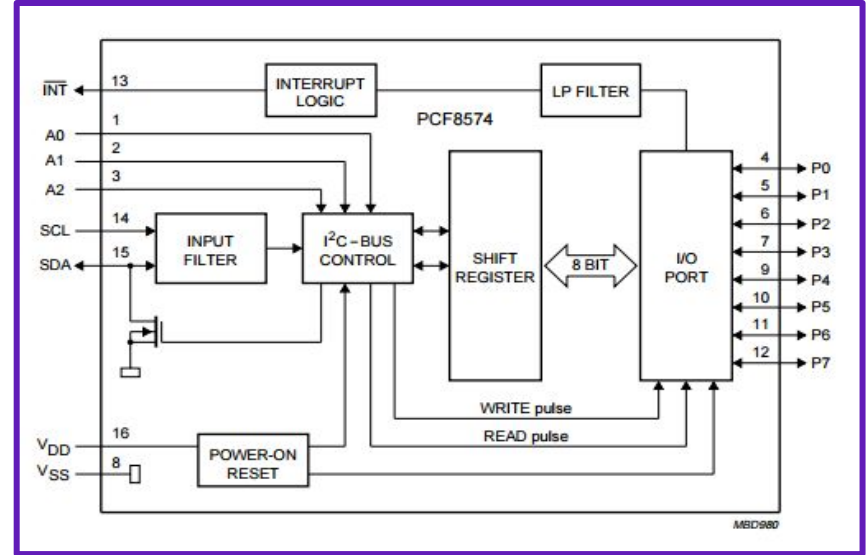 INT 13 INTERRUPT LOGIC LP FILTER
PCF8574
A0 1
A1 2
A2 3
SCL 14
SDA 15
INPUT FILTER
I²C-BUS CONTROL
SHIFT REGISTER
8 BIT
I/O PORT
4 P0
5 P1
6 P2
7 P3
9 P4
10 P5
11 P6
12 P7
WRITE pulse
READ pulse
VDD 16
VSS 8
POWER-ON RESET
MBD980